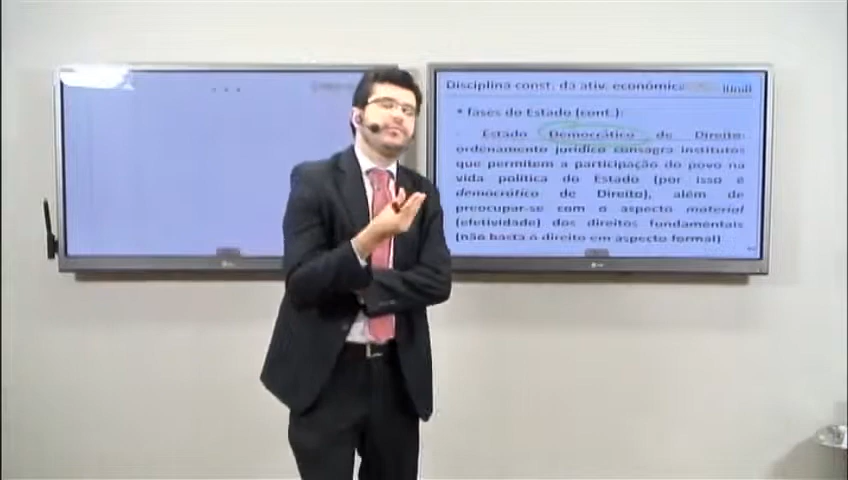 Disciplina const. da ativ. econômica
• fases do Estado (cont.):
- Estado Democrático de Direito:
ordenamento jurídico consagra institutos
que permitem a participação do povo na
vida política do Estado (por isso é
democrático de Direito), além de
preocupar-se com o aspecto material
(efetividade) dos direitos fundamentais
(não basta o direito em aspecto formal)